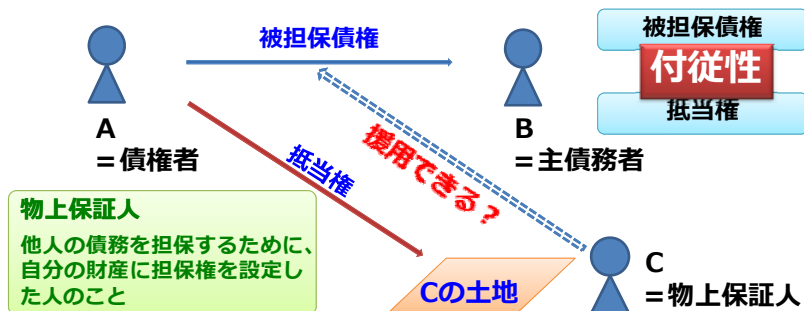 被担保債権
被担保債権
付従性
抵当権
A
=債権者
B
=主債務者
抵当権
援用できる?
物上保証人
他人の債務を担保するために、
自分の財産に担保権を設定し
た人のこと
Cの土地
C
=物上保証人